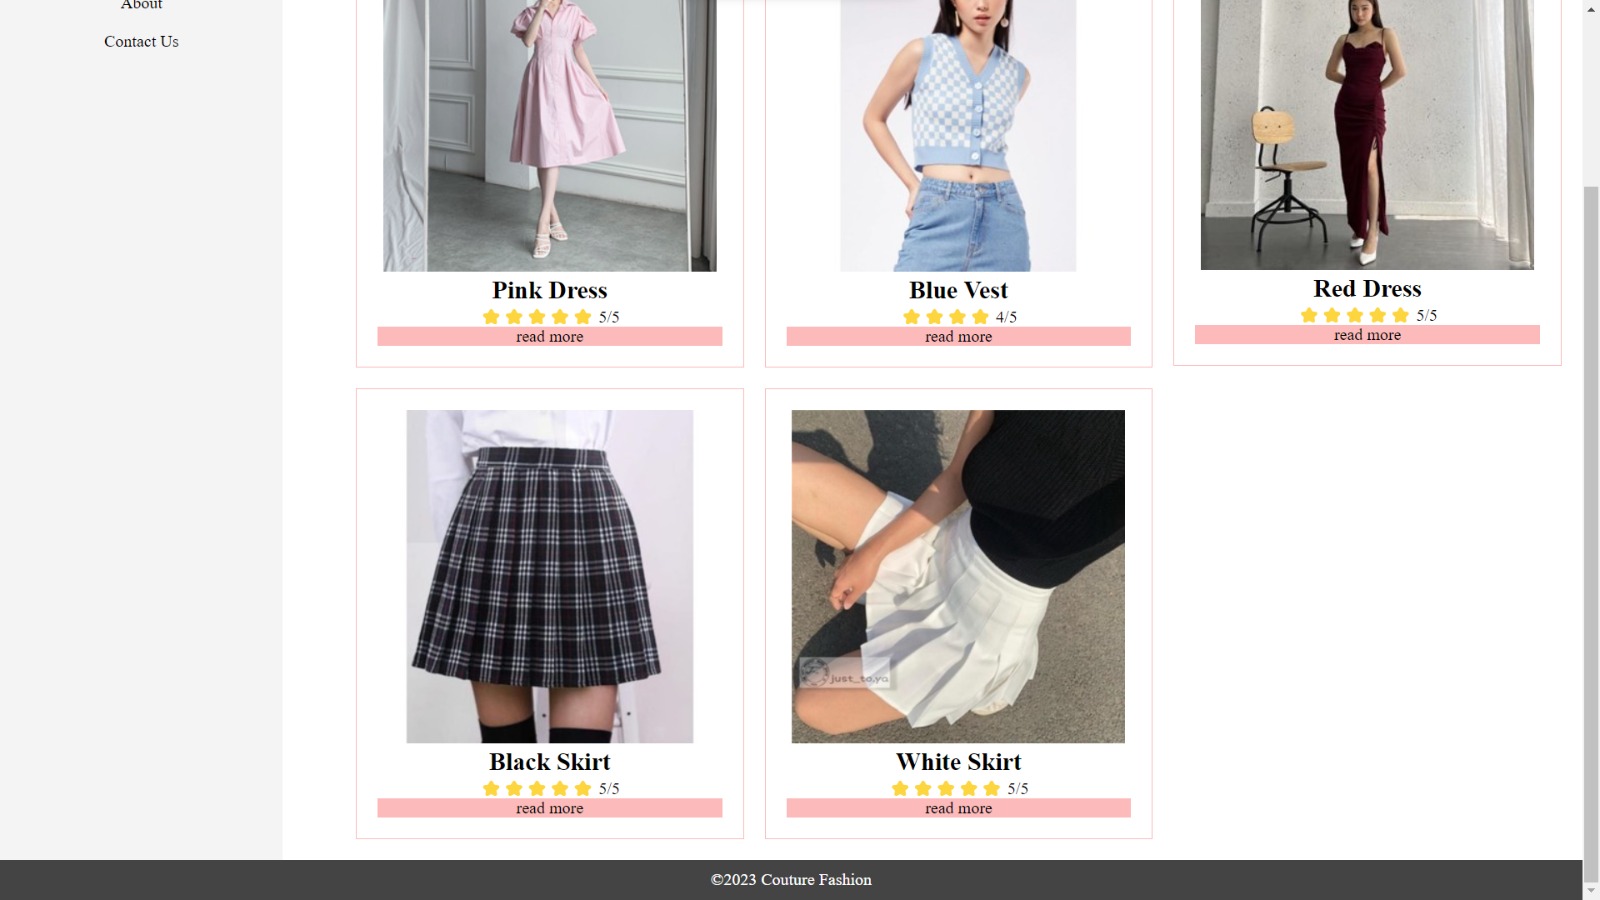 About
Contact Us
Pink Dress
5/5
read more
Blue Vest
4/5
read more
Red Dress
5/5
read more
Black Skirt
5/5
read more
just_to.ya
White Skirt
5/5
read more
©2023 Couture Fashion